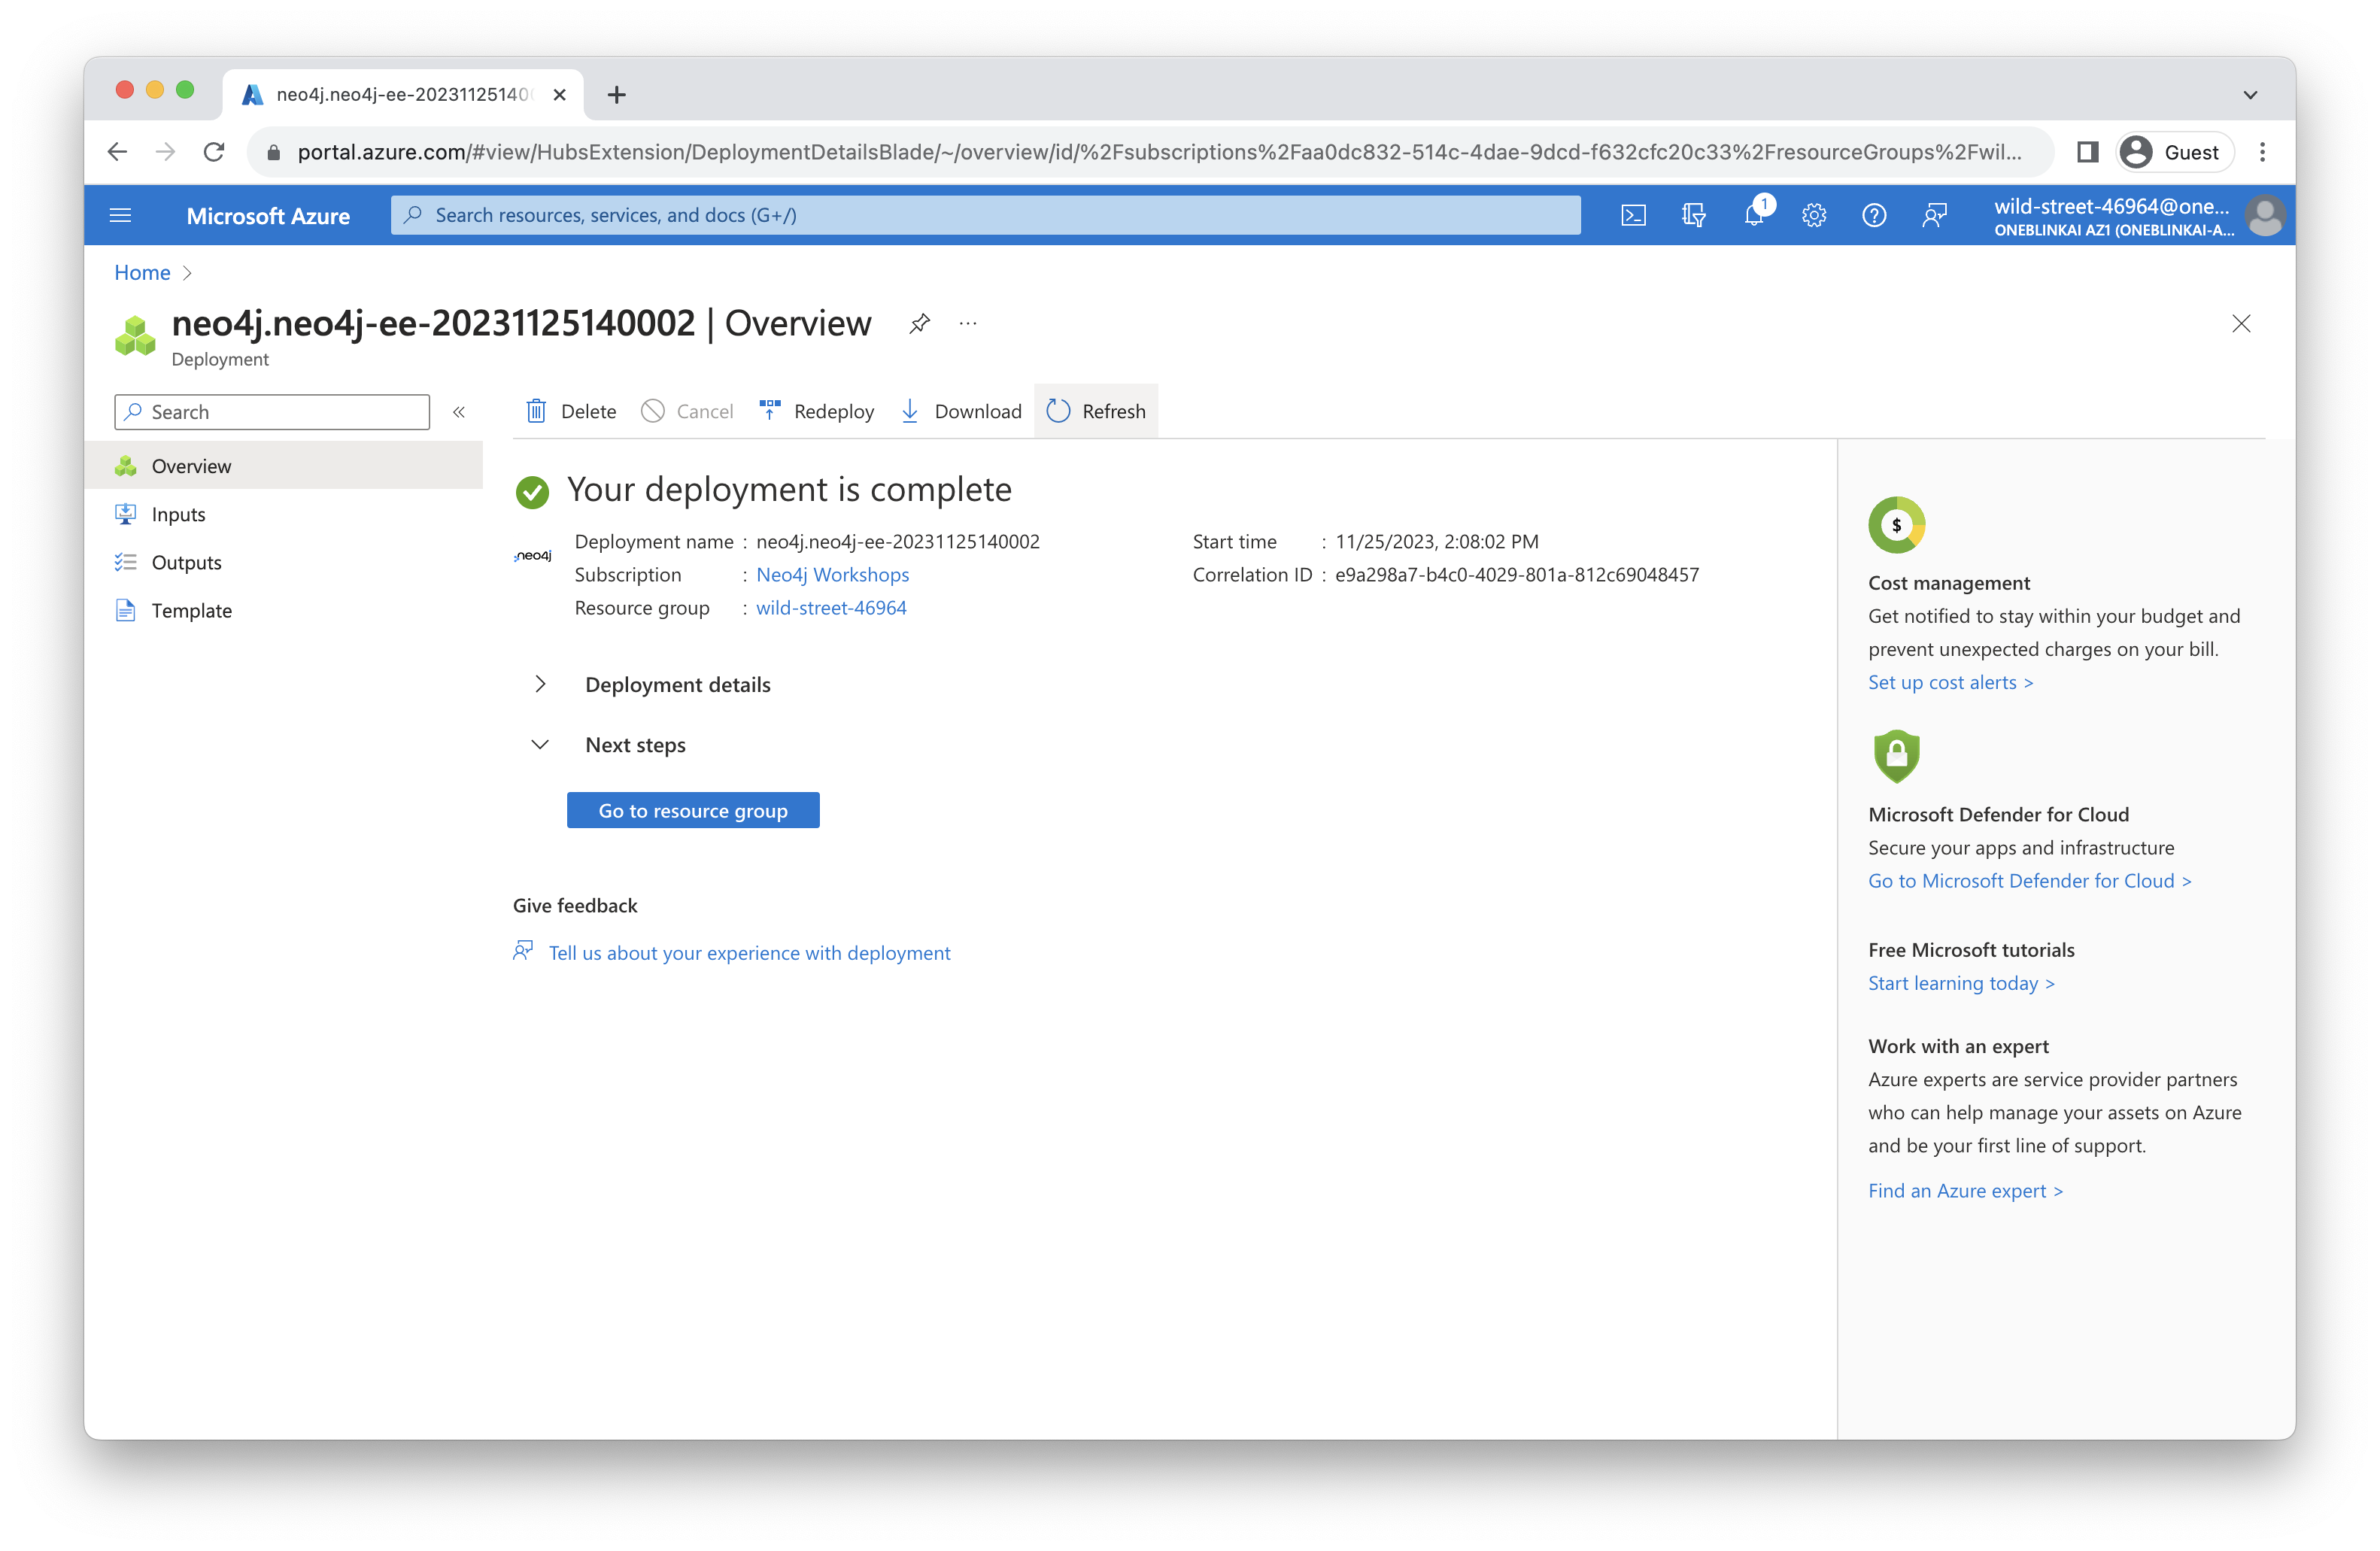 neo4j.neo4j-ee-2023112514000
portal.azure.com/#view/HubsExtension/DeploymentDetailsBlade/~/overview/id/%2Fsubscriptions%2Faa0dc832-514c-4dae-9dcd-f632cfc20c33%2FresourceGroups%2Fwil...
Guest
Microsoft Azure
Search resources, services, and docs (G+/)
1
wild-street-46964@one...
ONEBLINKAI AZ1 (ONEBLINKAI-A...
Home
neo4j.neo4j-ee-20231125140002 | Overview
Deployment
Search
Delete
Cancel
Redeploy
Download
Refresh
Overview
Inputs
Outputs
Template
Your deployment is complete
neo4j
Deployment name : neo4j.neo4j-ee-20231125140002
Subscription : Neo4j Workshops
Resource group : wild-street-46964
Start time : 11/25/2023, 2:08:02 PM
Correlation ID : e9a298a7-b4c0-4029-801a-812c69048457
Deployment details
Next steps
Go to resource group
Give feedback
Tell us about your experience with deployment
$
Cost management
Get notified to stay within your budget and
prevent unexpected charges on your bill.
Set up cost alerts >
Microsoft Defender for Cloud
Secure your apps and infrastructure
Go to Microsoft Defender for Cloud >
Free Microsoft tutorials
Start learning today >
Work with an expert
Azure experts are service provider partners
who can help manage your assets on Azure
and be your first line of support.
Find an Azure expert >